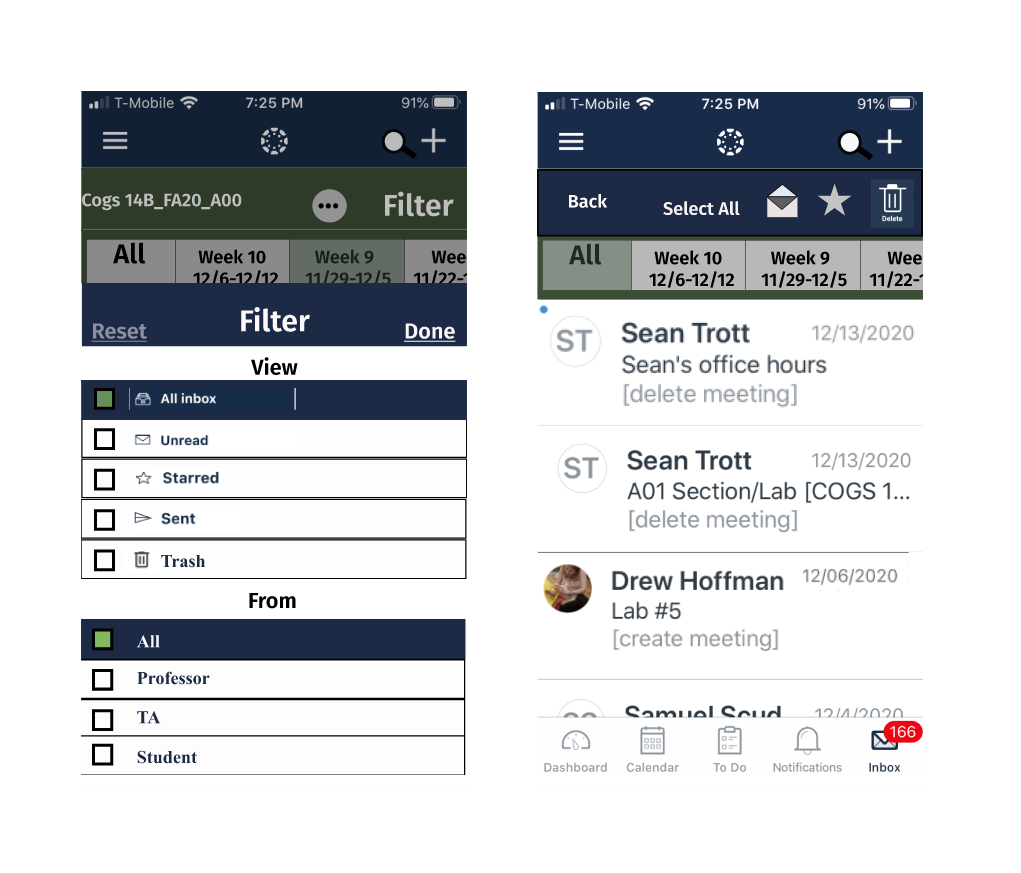 T-Mobile 7:25 PM 91%
Cogs 14B_FA20_A00 Filter
All Week 10 Week 9 Wee
12/6-12/12 11/29-12/5 11/22-
Reset Filter Done
View
All inbox
Unread
Starred
Sent
Trash
From
All
Professor
TA
Student
T-Mobile 7:25 PM 91%
Back Select All Delete
All Week 10 Week 9 Wee
12/6-12/12 11/29-12/5 11/22-
ST Sean Trott 12/13/2020
Sean's office hours
[delete meeting]
ST Sean Trott 12/13/2020
A01 Section/Lab [COGS 1...
[delete meeting]
Drew Hoffman 12/06/2020
Lab #5
[create meeting]
Samuel Scud 12/4/2020
166
Dashboard Calendar To Do Notifications Inbox